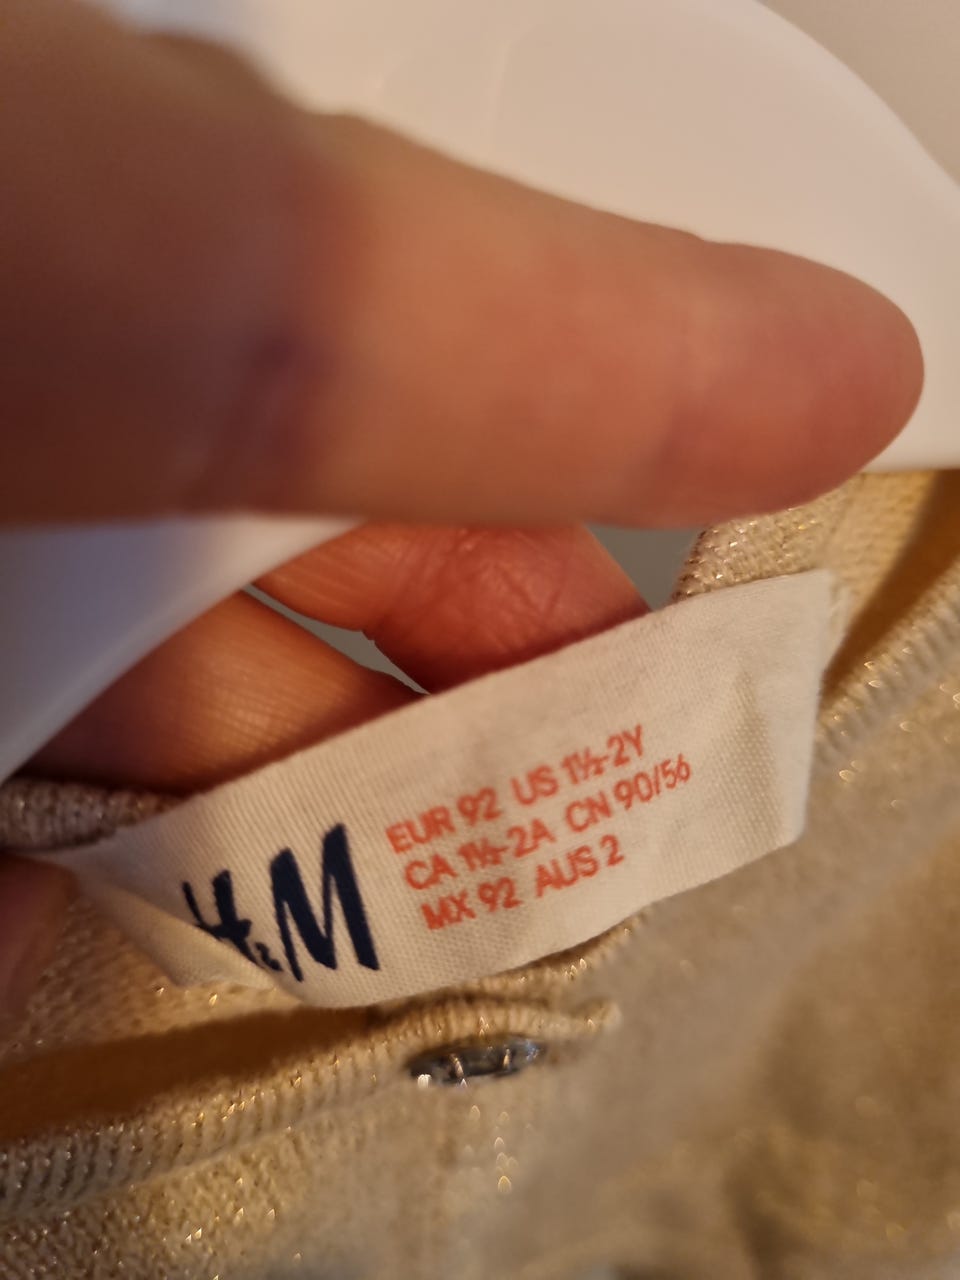 H&M
EUR 92 US 1½-2Y
CA 1½-2A CN 90/56
MX 92 AUS 2